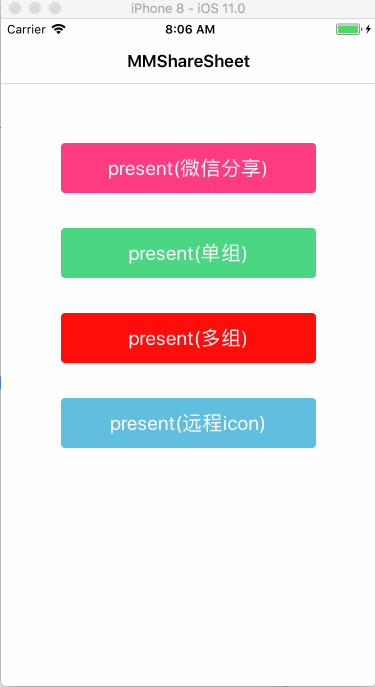 iPhone 8 - iOS 11.0
Carrier 8:06 AM
MMShareSheet
present(微信分享)
present(单组)
present(多组)
present(远程icon)